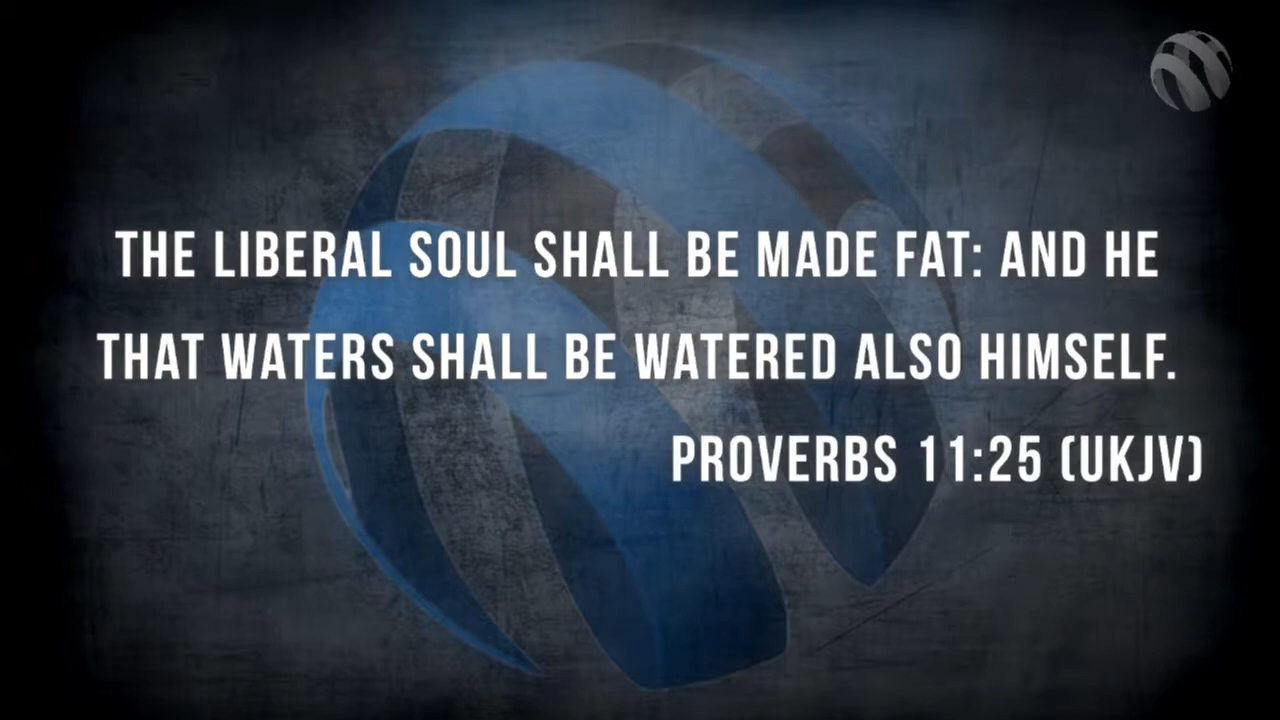 THE LIBERAL SOUL SHALL BE MADE FAT: AND HE
THAT WATERS SHALL BE WATERED ALSO HIMSELF.
PROVERBS 11:25 (UKJV)